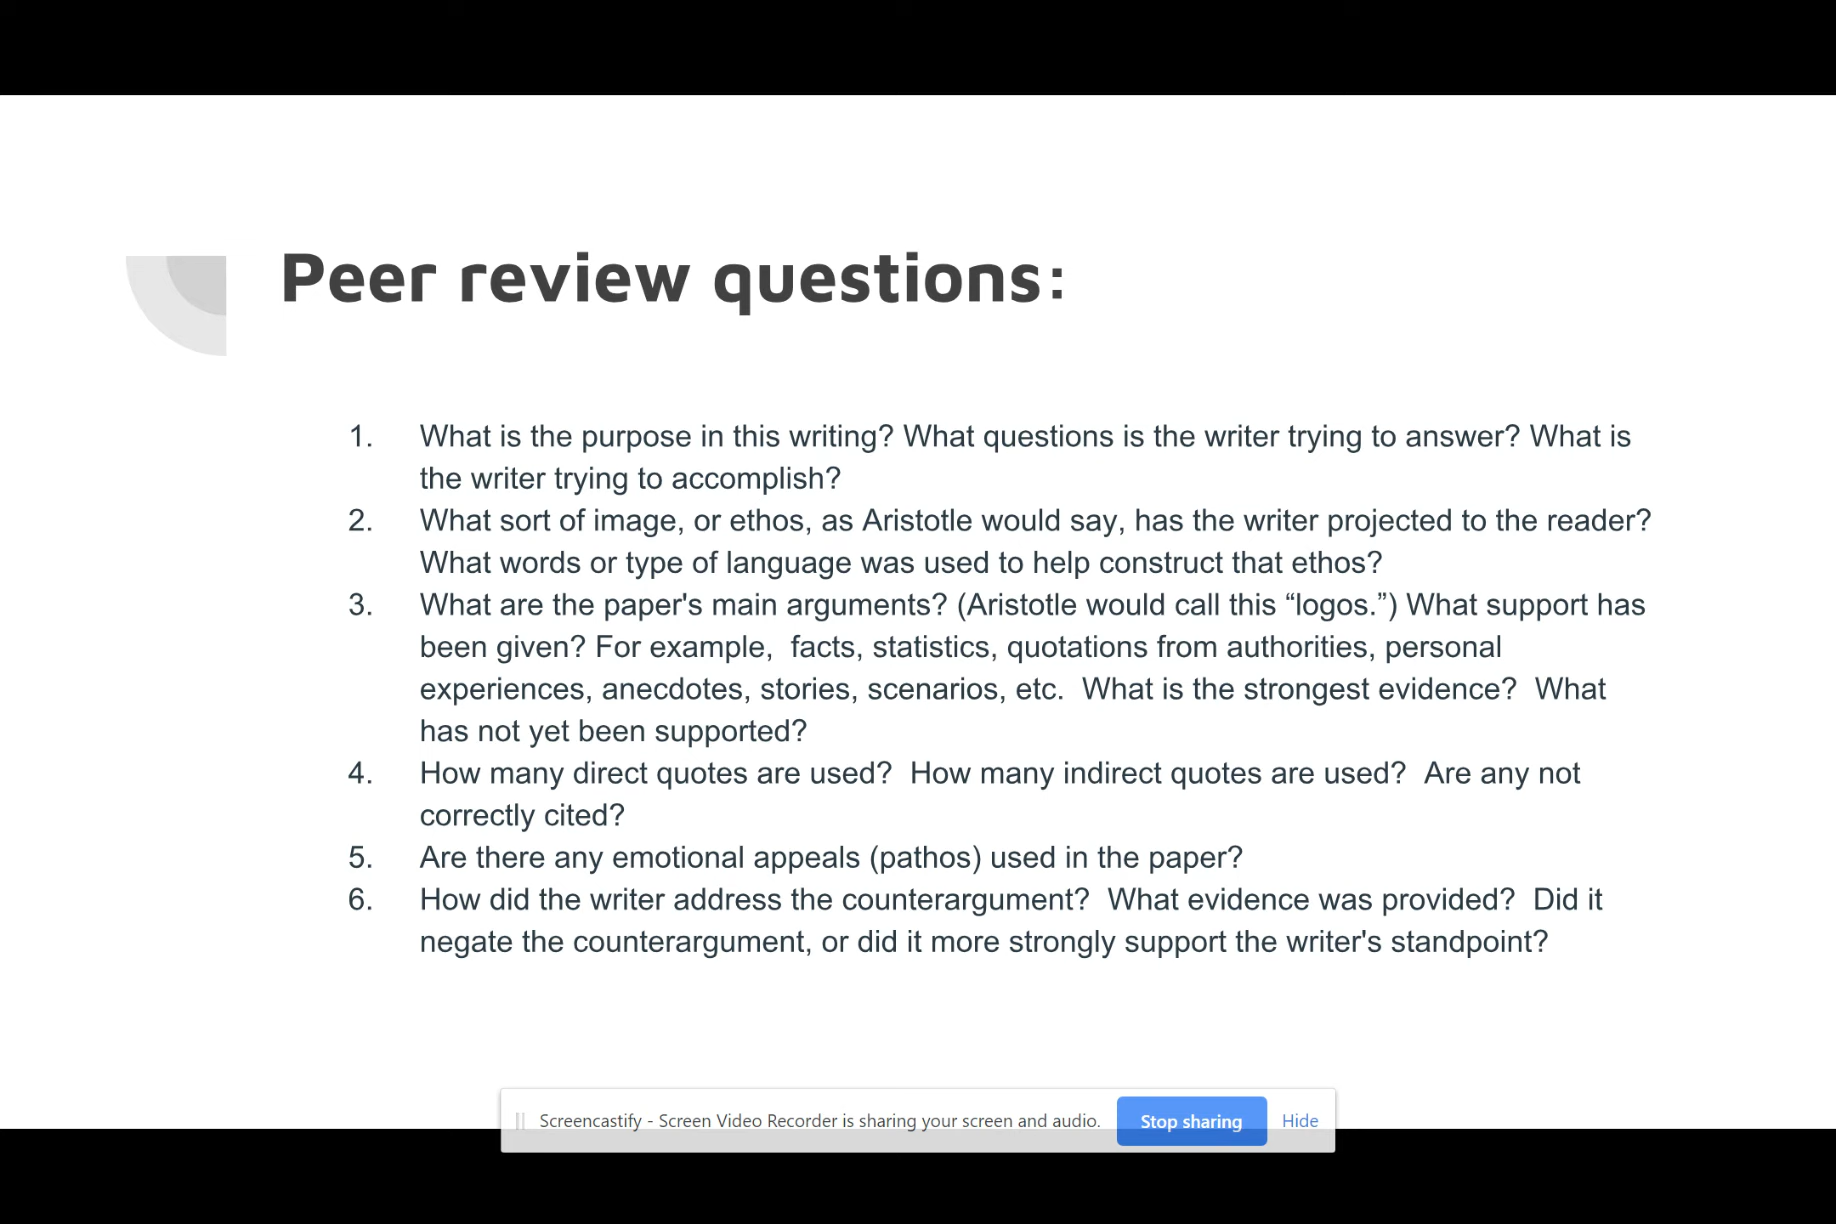 Peer review questions:
1. What is the purpose in this writing? What questions is the writer trying to answer? What is
the writer trying to accomplish?
2. What sort of image, or ethos, as Aristotle would say, has the writer projected to the reader?
What words or type of language was used to help construct that ethos?
3. What are the paper's main arguments? (Aristotle would call this “logos.”) What support has
been given? For example,  facts, statistics, quotations from authorities, personal
experiences, anecdotes, stories, scenarios, etc.  What is the strongest evidence?  What
has not yet been supported?
4. How many direct quotes are used?  How many indirect quotes are used?  Are any not
correctly cited?
5. Are there any emotional appeals (pathos) used in the paper?
6. How did the writer address the counterargument?  What evidence was provided?  Did it
negate the counterargument, or did it more strongly support the writer's standpoint?
Screencastify - Screen Video Recorder is sharing your screen and audio. Stop sharing Hide